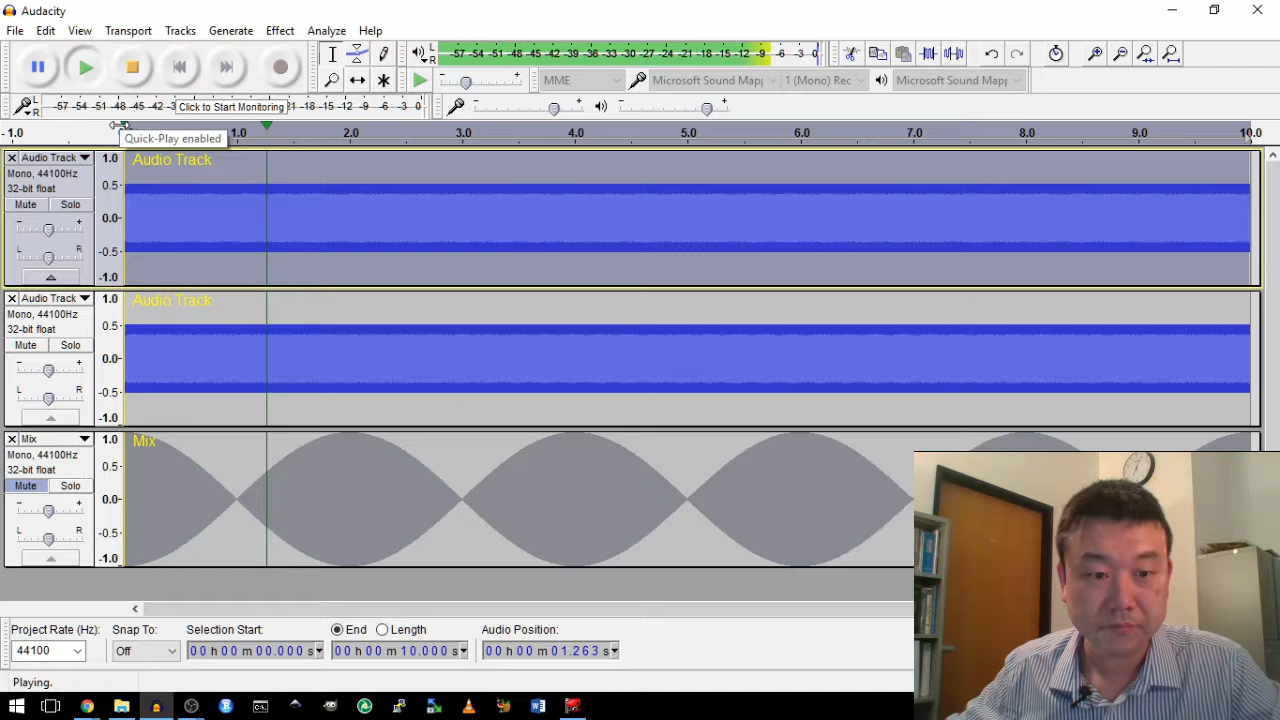 Audacity
File Edit View Transport Tracks Generate Effect Analyze Help
L R -57 -54 -51 -48 -45 -42 -39 -36 -33 -30 -27 -24 -21 -18 -15 -12 -9 -6 -3 0
MME Microsoft Sound Mapp 1 (Mono) Rec Microsoft Sound Mapp
L R -57 -54 -51 -48 -45 -42 -39 -36 -3 Click to Start Monitoring 21 -18 -15 -12 -9 -6 -3 0
-1.0 1.0 2.0 3.0 4.0 5.0 6.0 7.0 8.0 9.0 10.0
Quick-Play enabled
Audio Track 1.0 Audio Track
Mono, 44100Hz
32-bit float 0.5
Mute Solo
- + 0.0
L R -0.5
-1.0
Audio Track 1.0 Audio Track
Mono, 44100Hz
32-bit float 0.5
Mute Solo
- + 0.0
L R -0.5
-1.0
Mix 1.0 Mix
Mono, 44100Hz
32-bit float 0.5
Mute Solo 0.0
- +
L R -0.5
-1.0
Project Rate (Hz): Snap To: Selection Start: End Length Audio Position:
44100 Off 00 h 00 m 00.000 s 00 h 00 m 10.000 s 00 h 00 m 01.263 s
Playing.